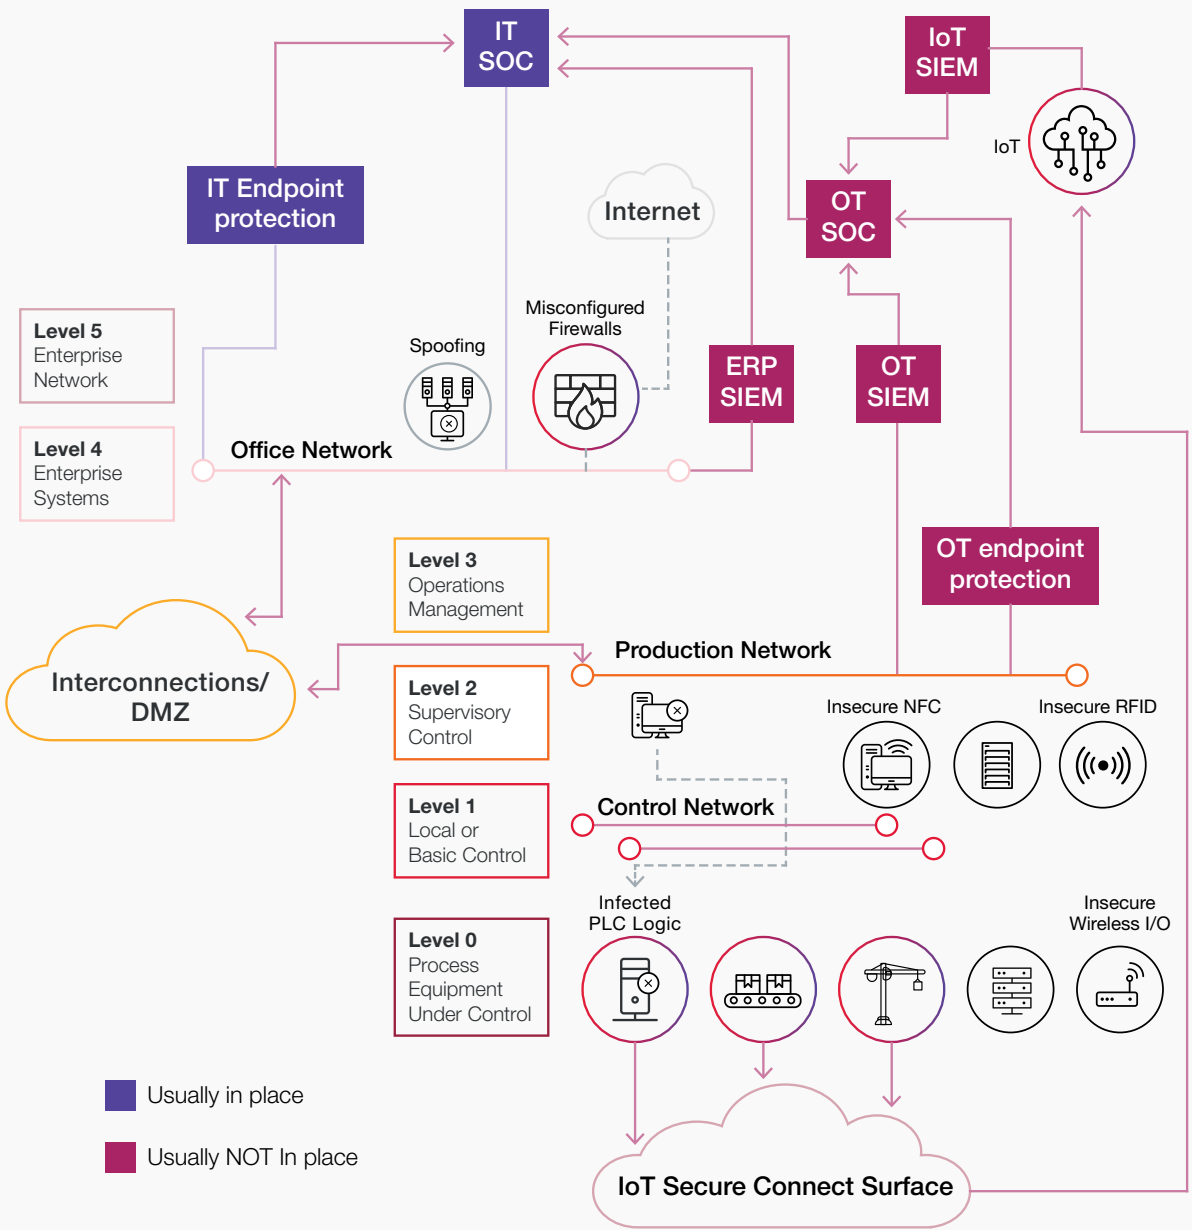 IT
SOC
IoT
SIEM
IoT
IT Endpoint
protection
Internet
OT
SOC
Misconfigured
Firewalls
Spoofing
ERP
SIEM
OT
SIEM
Level 5
Enterprise
Network
Level 4
Enterprise
Systems
Office Network
OT endpoint
protection
Level 3
Operations
Management
Interconnections/
DMZ
Production Network
Level 2
Supervisory
Control
Insecure NFC
Insecure RFID
Level 1
Local or
Basic Control
Control Network
Infected
PLC Logic
Insecure
Wireless I/O
Level 0
Process
Equipment
Under Control
Usually in place
Usually NOT In place
IoT Secure Connect Surface